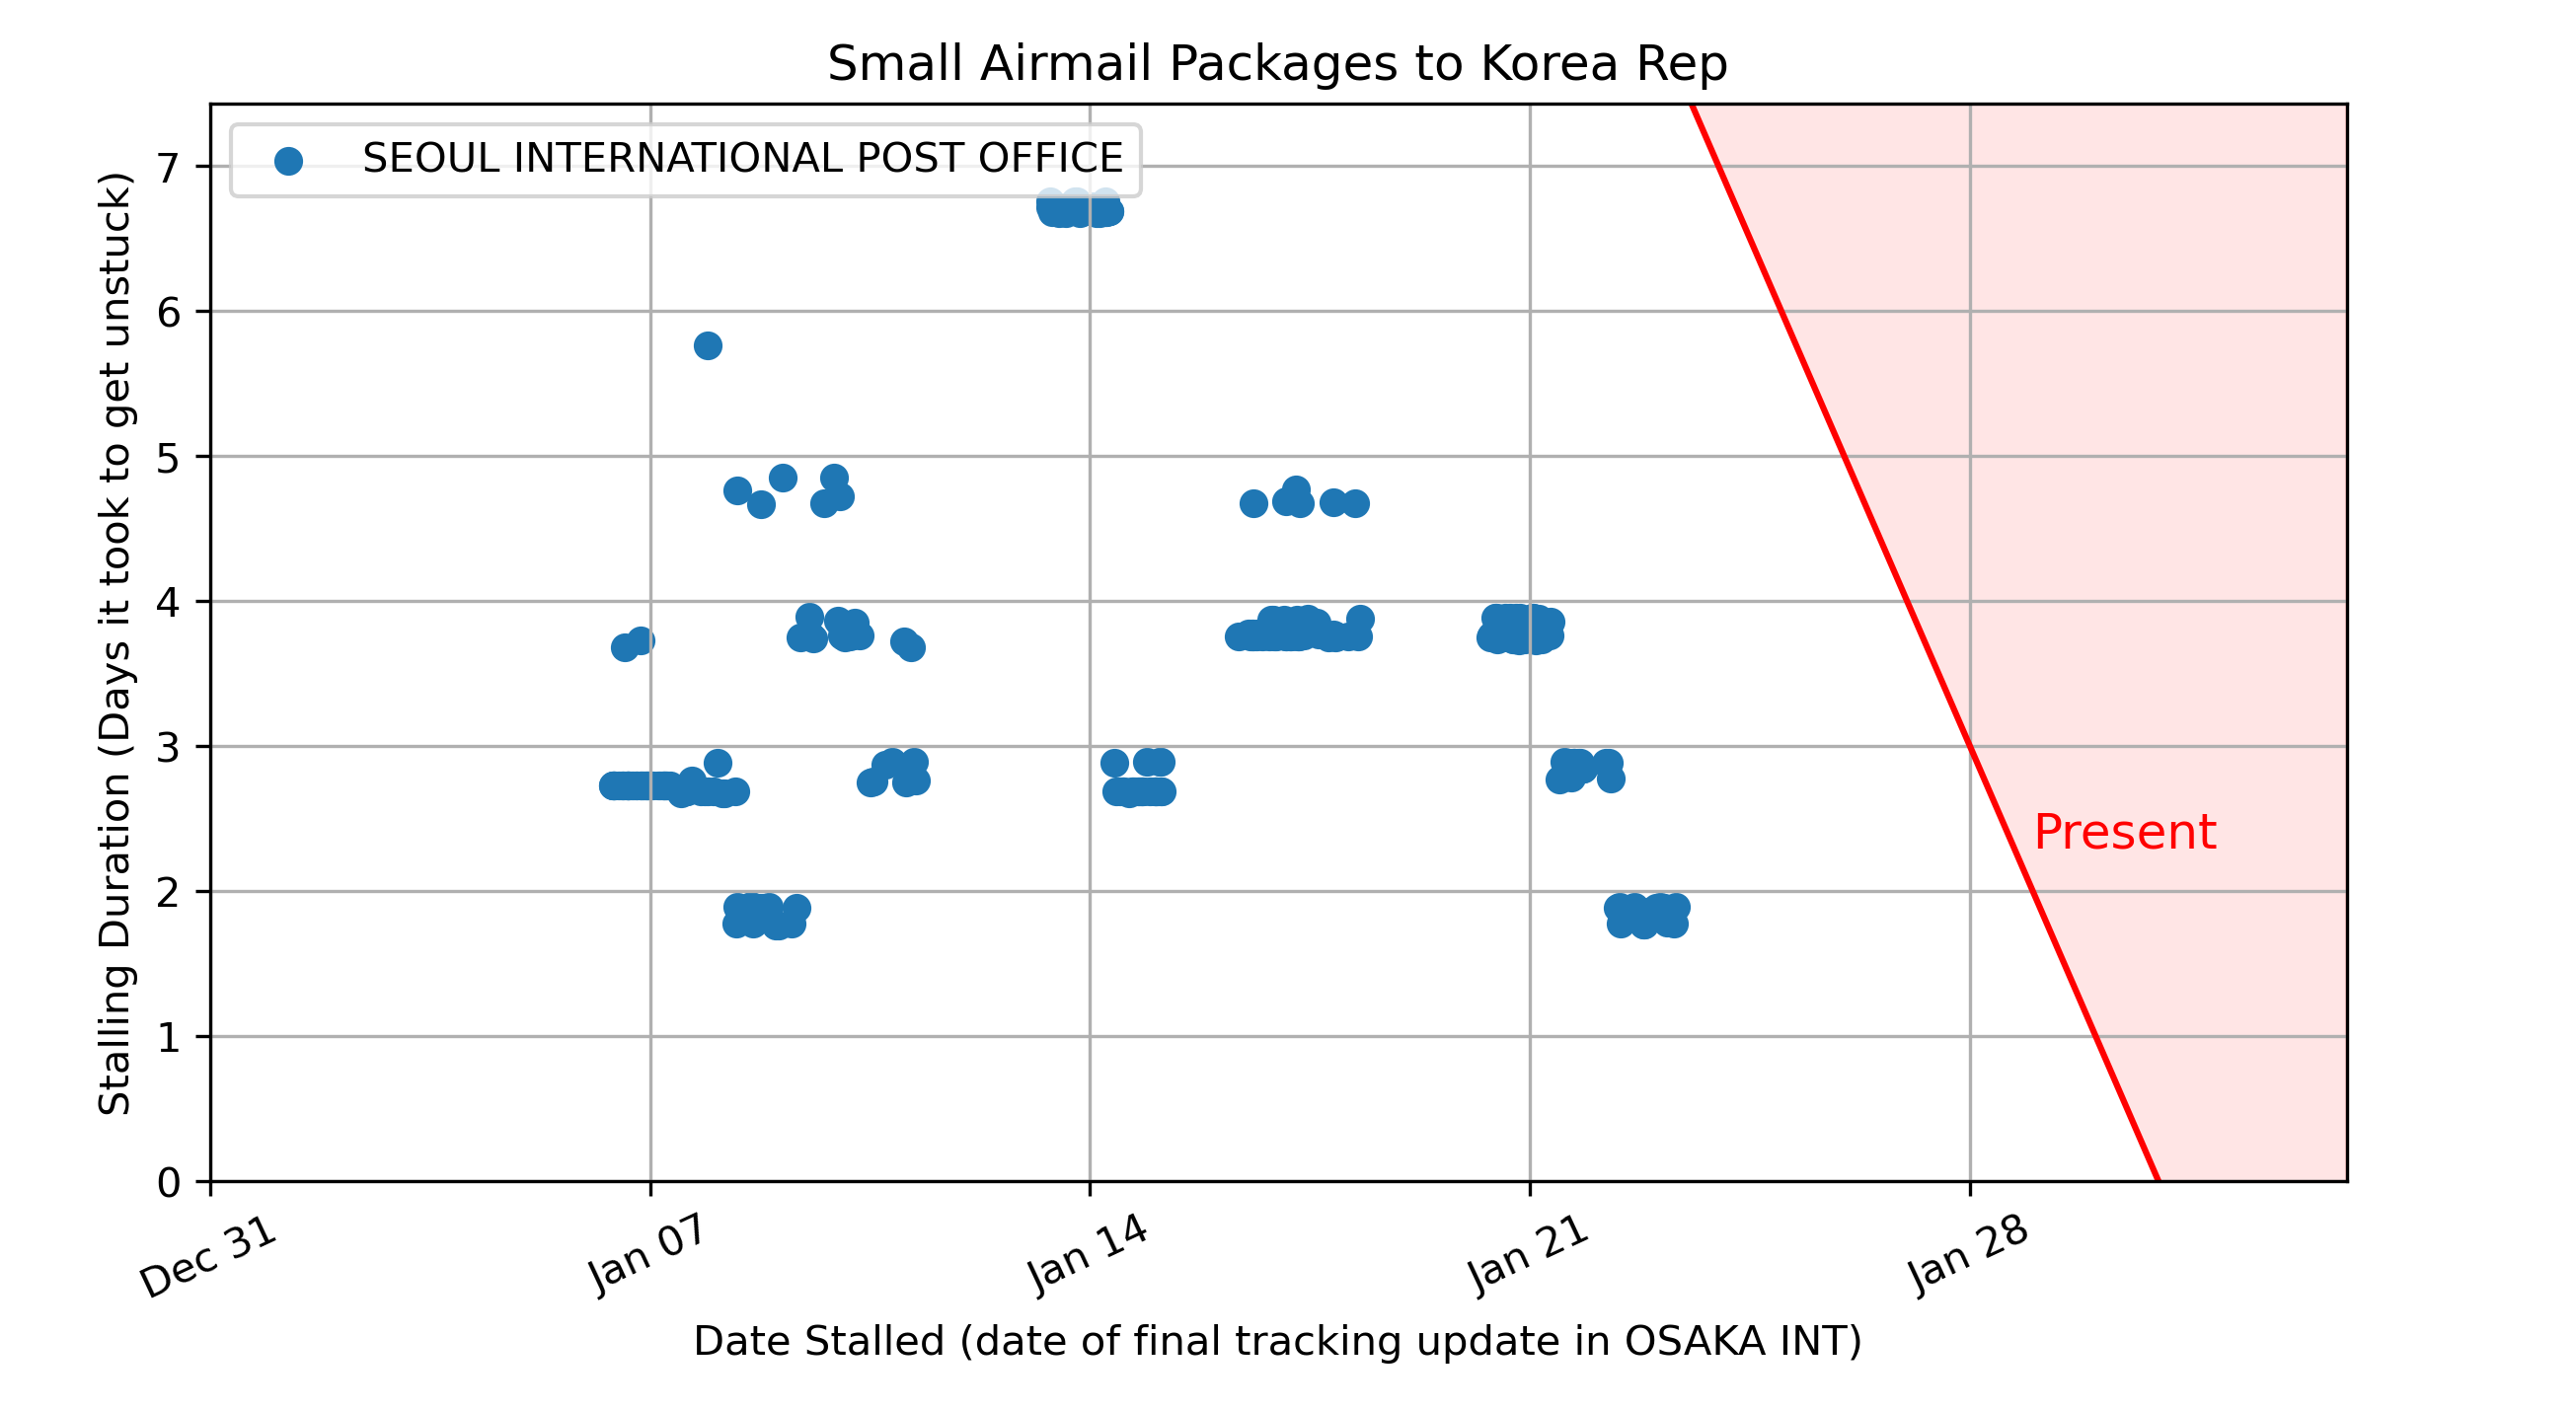 Small Airmail Packages to Korea Rep
SEOUL INTERNATIONAL POST OFFICE
Stalling Duration (Days it took to get unstuck)
7
6
5
4
3
2
1
0
Present
Dec 31
Jan 07
Jan 14
Jan 21
Jan 28
Date Stalled (date of final tracking update in OSAKA INT)